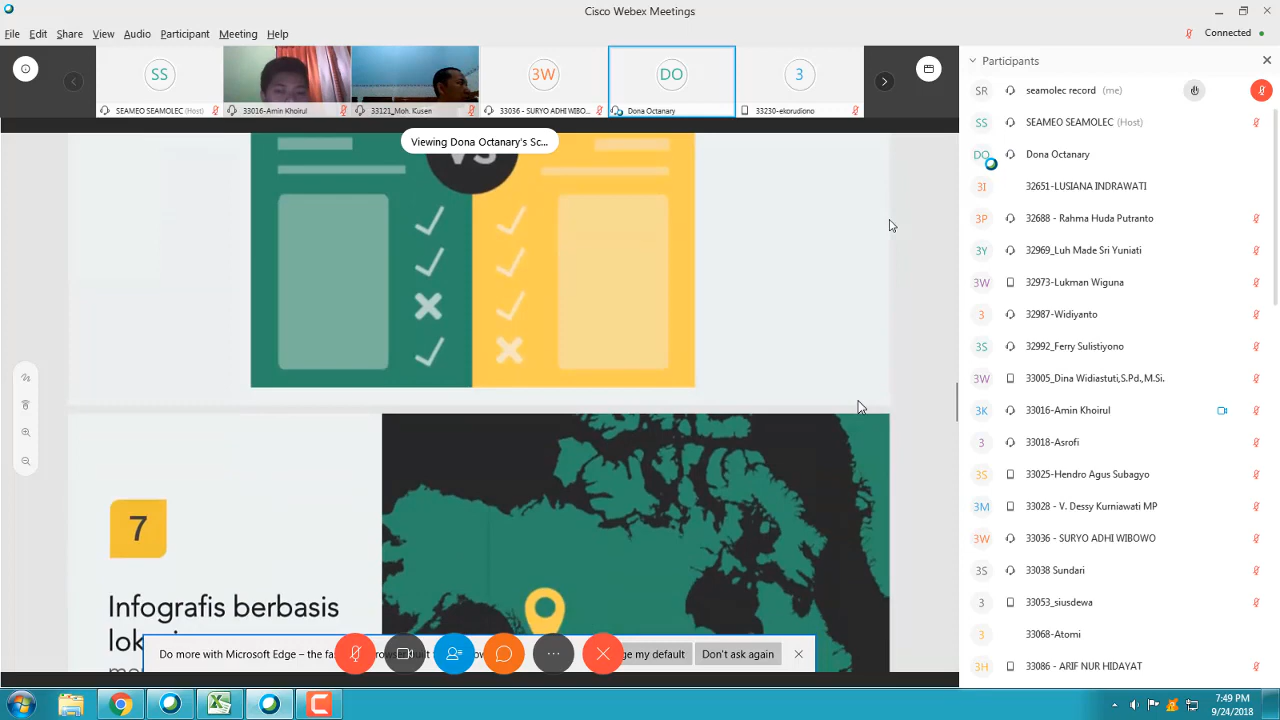 Cisco Webex Meetings
File Edit Share View Audio Participant Meeting Help
Connected
SS
3W
DO
3
SEAMEO SEAMOLEC (Host)
33016-Amin Khoirul
33121_Moh. Kusen
33036 - SURYO ADHI WIBO...
Dona Octanary
33230-ekorudiono
Viewing Dona Octanary's Sc...
VS
7
Infografis berbasis
Do more with Microsoft Edge – the fa
ge my default
Don't ask again
Participants
SR seamolec record (me)
SS SEAMEO SEAMOLEC (Host)
DO Dona Octanary
3I 32651-LUSIANA INDRAWATI
3P 32688 - Rahma Huda Putranto
3Y 32969_Luh Made Sri Yuniati
3W 32973-Lukman Wiguna
3 32987-Widiyanto
3S 32992_Ferry Sulistiyono
3W 33005_Dina Widiastuti,S.Pd.,M.Si.
3K 33016-Amin Khoirul
3 33018-Asrofi
3S 33025-Hendro Agus Subagyo
3M 33028 - V. Dessy Kurniawati MP
3W 33036 - SURYO ADHI WIBOWO
3S 33038 Sundari
3 33053_siusdewa
3 33068-Atomi
3H 33086 - ARIF NUR HIDAYAT
7:49 PM
9/24/2018